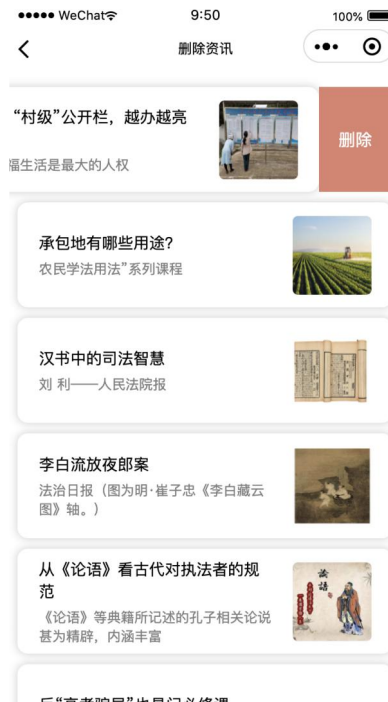 WeChat
9:50
100%
删除资讯
“村级”公开栏，越办越亮
福生活是最大的人权
删除
承包地有哪些用途？
农民学法用法”系列课程
汉书中的司法智慧
刘 利——人民法院报
李白流放夜郎案
法治日报（图为明·崔子忠《李白藏云
图》轴。）
从《论语》看古代对执法者的规
范
《论语》等典籍所记述的孔子相关论说
甚为精辟，内涵丰富
論
語